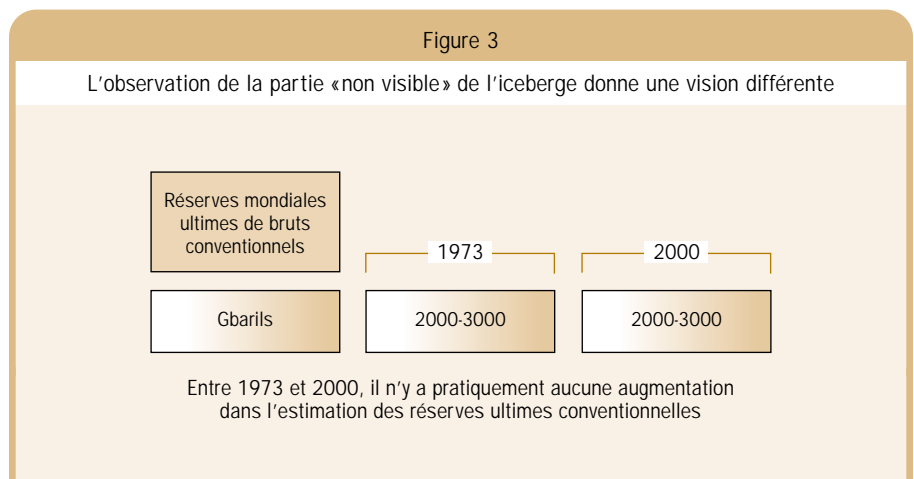 Figure 3
L'observation de la partie «non visible» de l'iceberge donne une vision différente
Réserves mondiales
ultimes de bruts
conventionnels
1973
2000
Gbarils
2000-3000
2000-3000
Entre 1973 et 2000, il n'y a pratiquement aucune augmentation
dans l'estimation des réserves ultimes conventionnelles